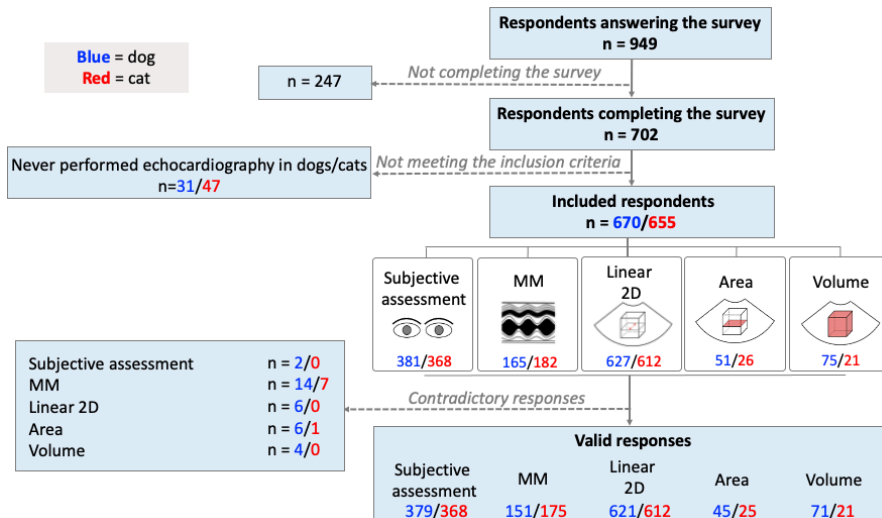 Respondents answering the survey
n = 949
Blue = dog
Red = cat
Not completing the survey
n = 247
Respondents completing the survey
n = 702
Not meeting the inclusion criteria
Never performed echocardiography in dogs/cats
n=31/47
Included respondents
n = 670/655
Subjective
assessment
381/368
MM
165/182
Linear
2D
627/612
Area
51/26
Volume
75/21
Contradictory responses
Subjective assessment n = 2/0
MM n = 14/7
Linear 2D n = 6/0
Area n = 6/1
Volume n = 4/0
Valid responses
Subjective
assessment
379/368
MM
151/175
Linear
2D
621/612
Area
45/25
Volume
71/21